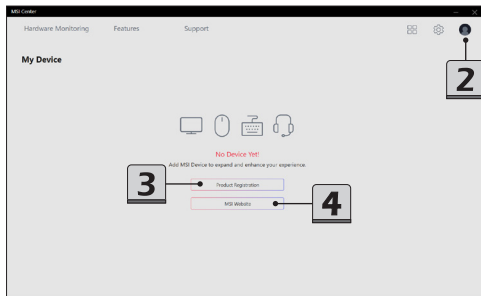 MSI Center
Hardware Monitoring Features Support
My Device
2
No Device Yet!
Add MSI Device to expand and enhance your experience.
3
Product Registration
MSI Website
4